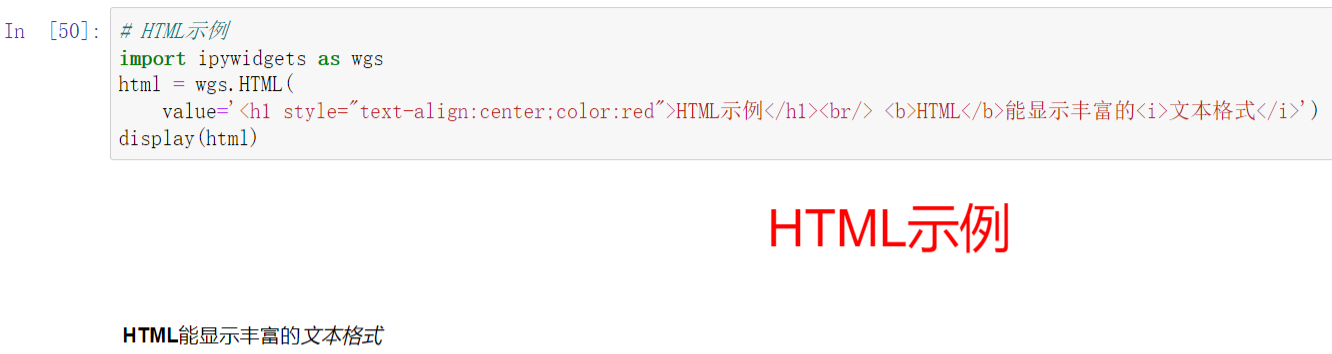 In [50]: # HTML示例
import ipywidgets as wgs
html = wgs.HTML(
    value='<h1 style="text-align:center;color:red">HTML示例</h1><br/> <b>HTML</b>能显示丰富的<i>文本格式</i>')
display(html)
HTML示例
HTML能显示丰富的文本格式